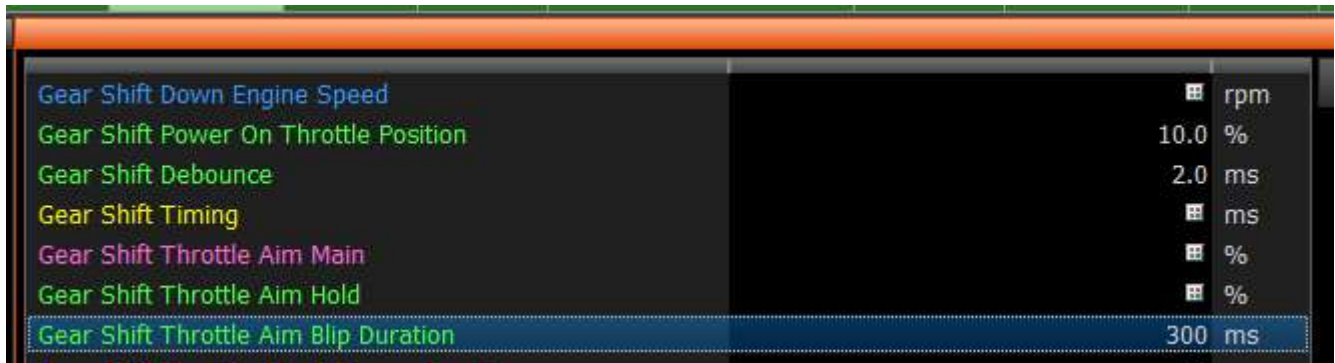 Gear Shift Down Engine Speed rpm
Gear Shift Power On Throttle Position 10.0 %
Gear Shift Debounce 2.0 ms
Gear Shift Timing ms
Gear Shift Throttle Aim Main %
Gear Shift Throttle Aim Hold %
Gear Shift Throttle Aim Blip Duration 300 ms